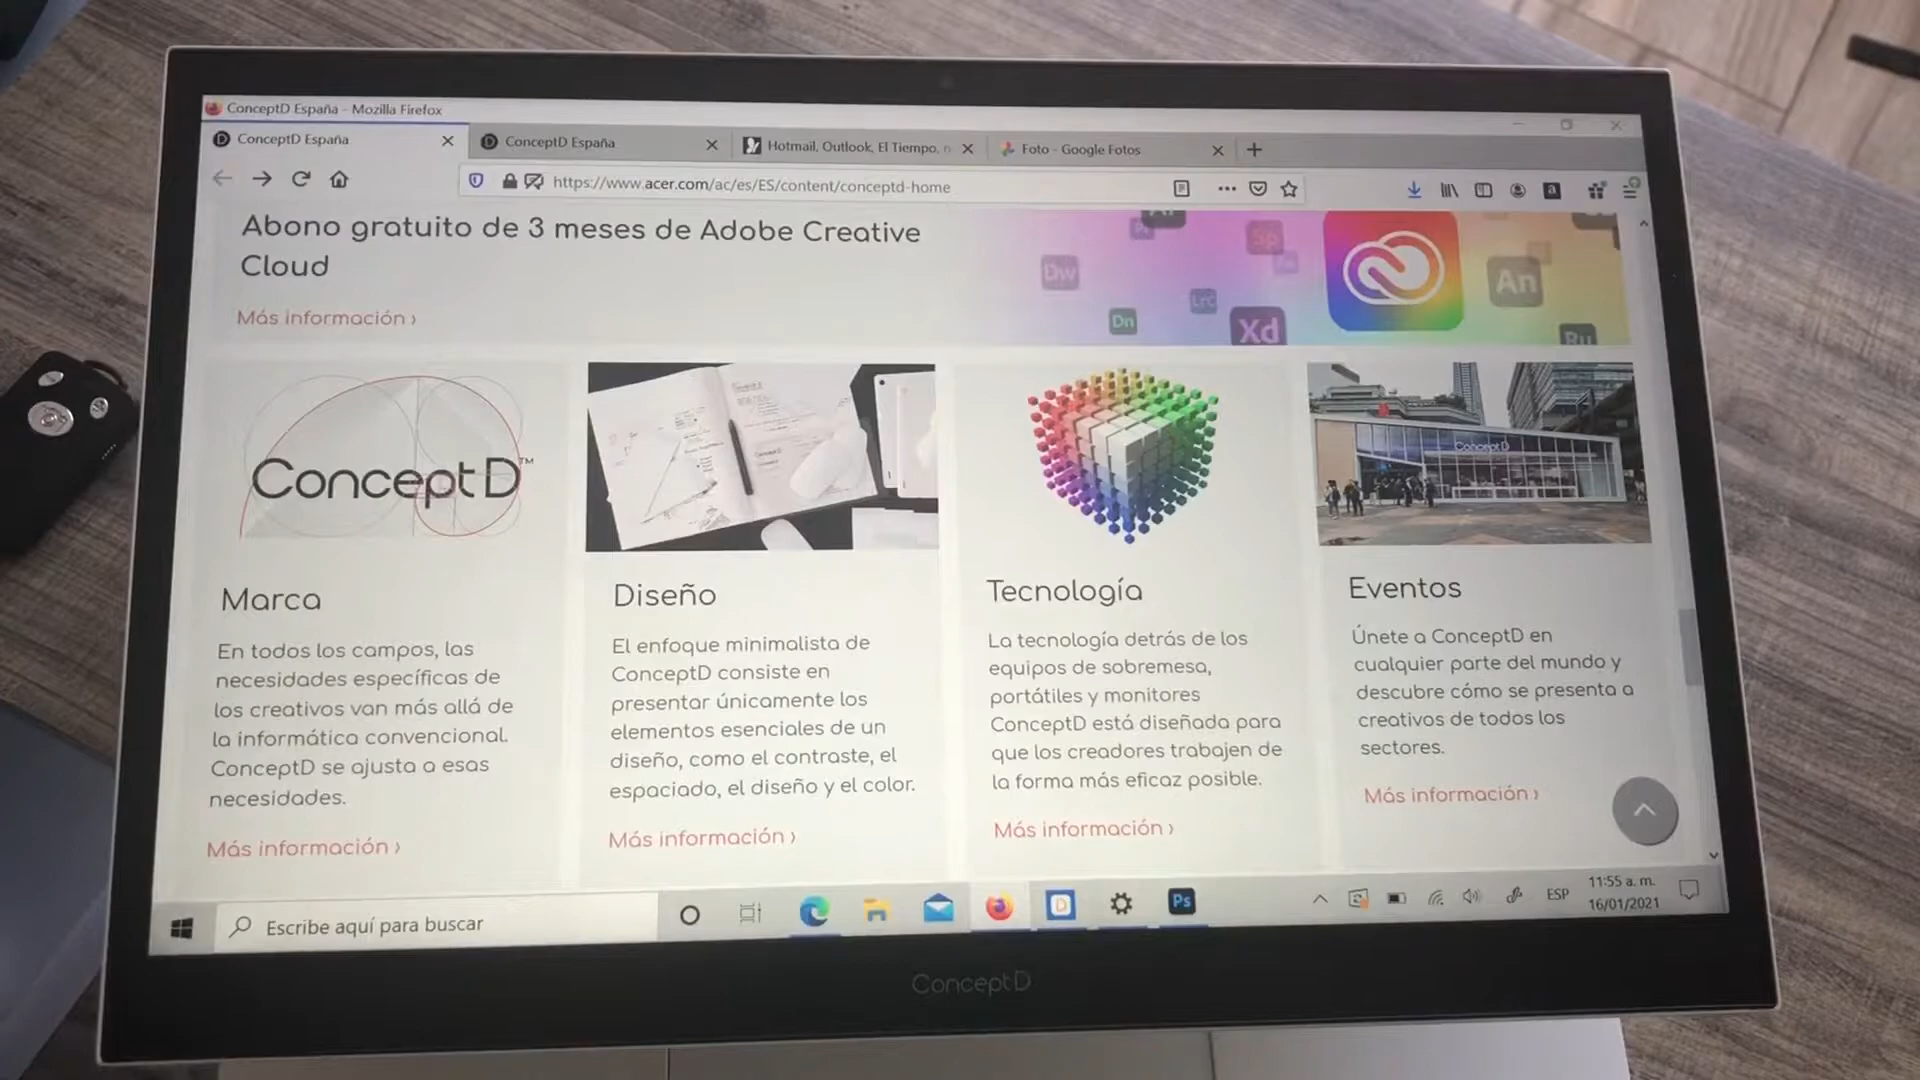 ConceptD España - Mozilla Firefox
ConceptD España
ConceptD España
Hotmail, Outlook, El Tiempo, n
Foto - Google Fotos
https://www.acer.com/ac/es/ES/content/conceptd-home
Abono gratuito de 3 meses de Adobe Creative
Cloud
Más información ›
Dw
Sp
Lrc
Dn
Xd
An
Ru
ConceptD™
ConceptD
Marca
En todos los campos, las
necesidades específicas de
los creativos van más allá de
la informática convencional.
ConceptD se ajusta a esas
necesidades.
Más información ›
Diseño
El enfoque minimalista de
ConceptD consiste en
presentar únicamente los
elementos esenciales de un
diseño, como el contraste, el
espaciado, el diseño y el color.
Más información ›
Tecnología
La tecnología detrás de los
equipos de sobremesa,
portátiles y monitores
ConceptD está diseñada para
que los creadores trabajen de
la forma más eficaz posible.
Más información ›
Eventos
Únete a ConceptD en
cualquier parte del mundo y
descubre cómo se presenta a
creativos de todos los
sectores.
Más información ›
Escribe aquí para buscar
Ps
ESP
11:55 a. m.
16/01/2021
ConceptD